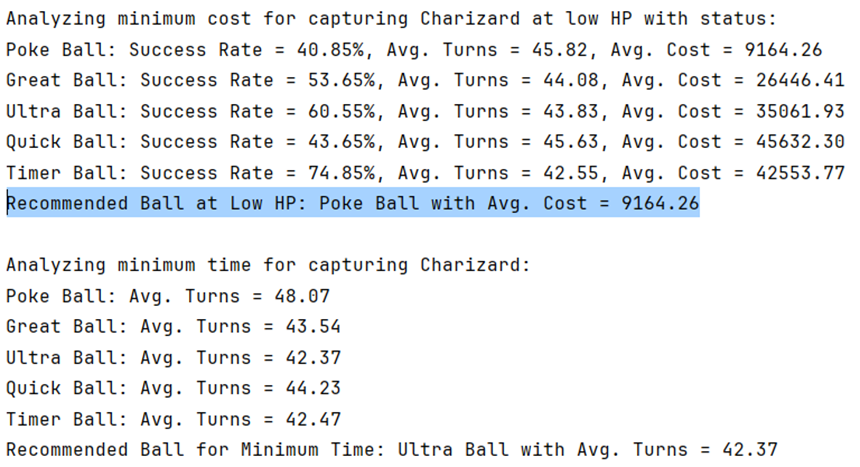 Analyzing minimum cost for capturing Charizard at low HP with status:
Poke Ball: Success Rate = 40.85%, Avg. Turns = 45.82, Avg. Cost = 9164.26
Great Ball: Success Rate = 53.65%, Avg. Turns = 44.08, Avg. Cost = 26446.41
Ultra Ball: Success Rate = 60.55%, Avg. Turns = 43.83, Avg. Cost = 35061.93
Quick Ball: Success Rate = 43.65%, Avg. Turns = 45.63, Avg. Cost = 45632.30
Timer Ball: Success Rate = 74.85%, Avg. Turns = 42.55, Avg. Cost = 42553.77
Recommended Ball at Low HP: Poke Ball with Avg. Cost = 9164.26
Analyzing minimum time for capturing Charizard:
Poke Ball: Avg. Turns = 48.07
Great Ball: Avg. Turns = 43.54
Ultra Ball: Avg. Turns = 42.37
Quick Ball: Avg. Turns = 44.23
Timer Ball: Avg. Turns = 42.47
Recommended Ball for Minimum Time: Ultra Ball with Avg. Turns = 42.37